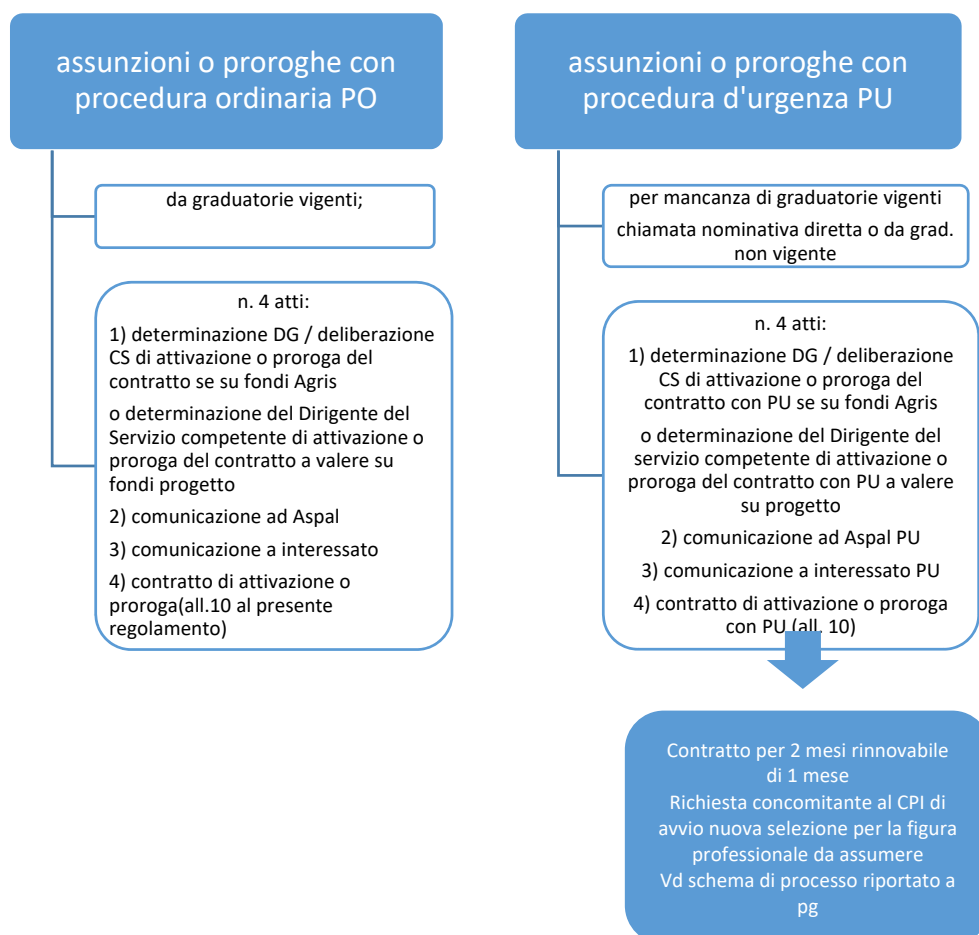 assunzioni o proroghe con
procedura ordinaria PO
da graduatorie vigenti;
n. 4 atti:
1) determinazione DG / deliberazione
CS di attivazione o proroga del
contratto se su fondi Agris
o determinazione del Dirigente del
Servizio competente di attivazione o
proroga del contratto a valere su
fondi progetto
2) comunicazione ad Aspal
3) comunicazione a interessato
4) contratto di attivazione o
proroga(all.10 al presente
regolamento)
assunzioni o proroghe con
procedura d'urgenza PU
per mancanza di graduatorie vigenti
chiamata nominativa diretta o da grad.
non vigente
n. 4 atti:
1) determinazione DG / deliberazione
CS di attivazione o proroga del
contratto con PU se su fondi Agris
o determinazione del Dirigente del
servizio competente di attivazione o
proroga del contratto con PU a valere
su progetto
2) comunicazione ad Aspal PU
3) comunicazione a interessato PU
4) contratto di attivazione o proroga
con PU (all. 10)
Contratto per 2 mesi rinnovabile
di 1 mese
Richiesta concomitante al CPI di
avvio nuova selezione per la figura
professionale da assumere
Vd schema di processo riportato a
pg